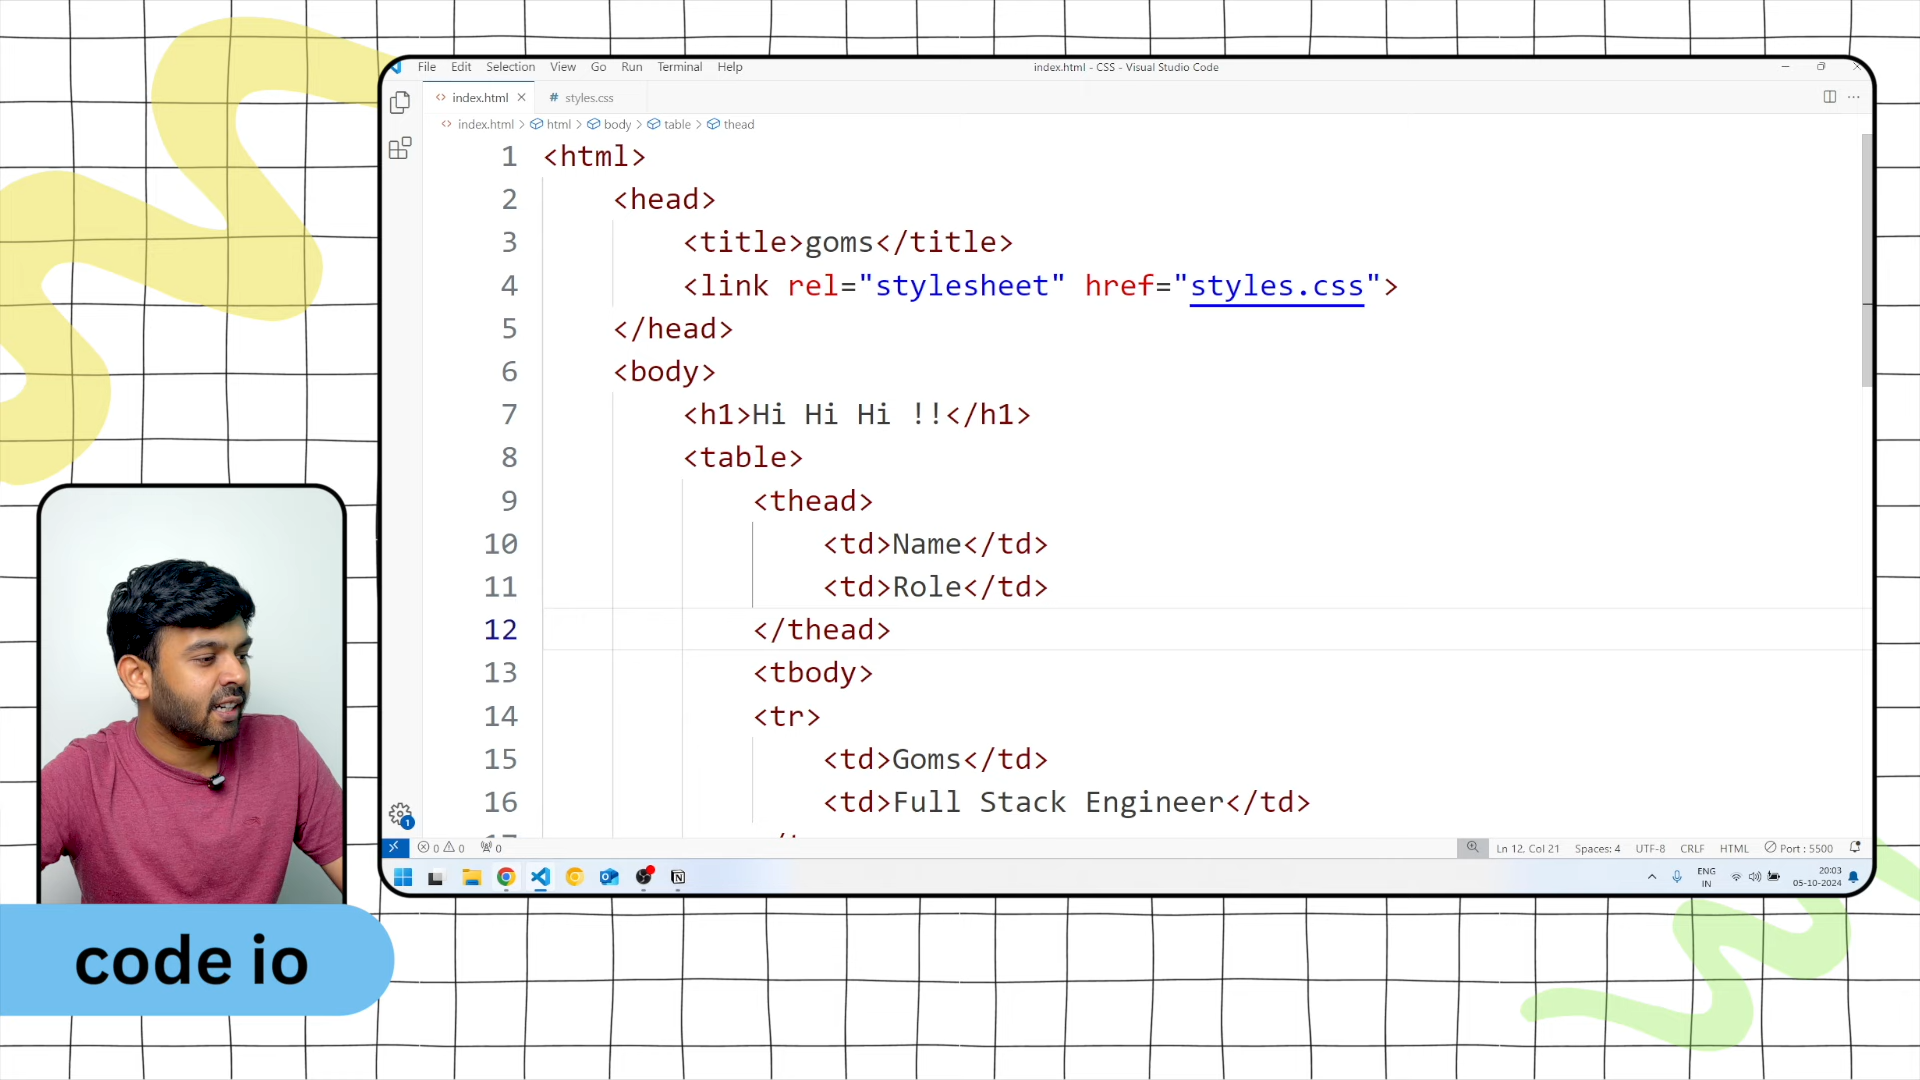 File Edit Selection View Go Run Terminal Help
index.html - CSS - Visual Studio Code
index.html
# styles.css
index.html > html > body > table > thead
1 <html>
2 <head>
3 <title>goms</title>
4 <link rel="stylesheet" href="styles.css">
5 </head>
6 <body>
7 <h1>Hi Hi Hi !!</h1>
8 <table>
9 <thead>
10 <td>Name</td>
11 <td>Role</td>
12 </thead>
13 <tbody>
14 <tr>
15 <td>Goms</td>
16 <td>Full Stack Engineer</td>
1
0 0 0
Ln 12, Col 21 Spaces: 4 UTF-8 CRLF HTML Port : 5500
ENG
IN
20:03
05-10-2024
code io